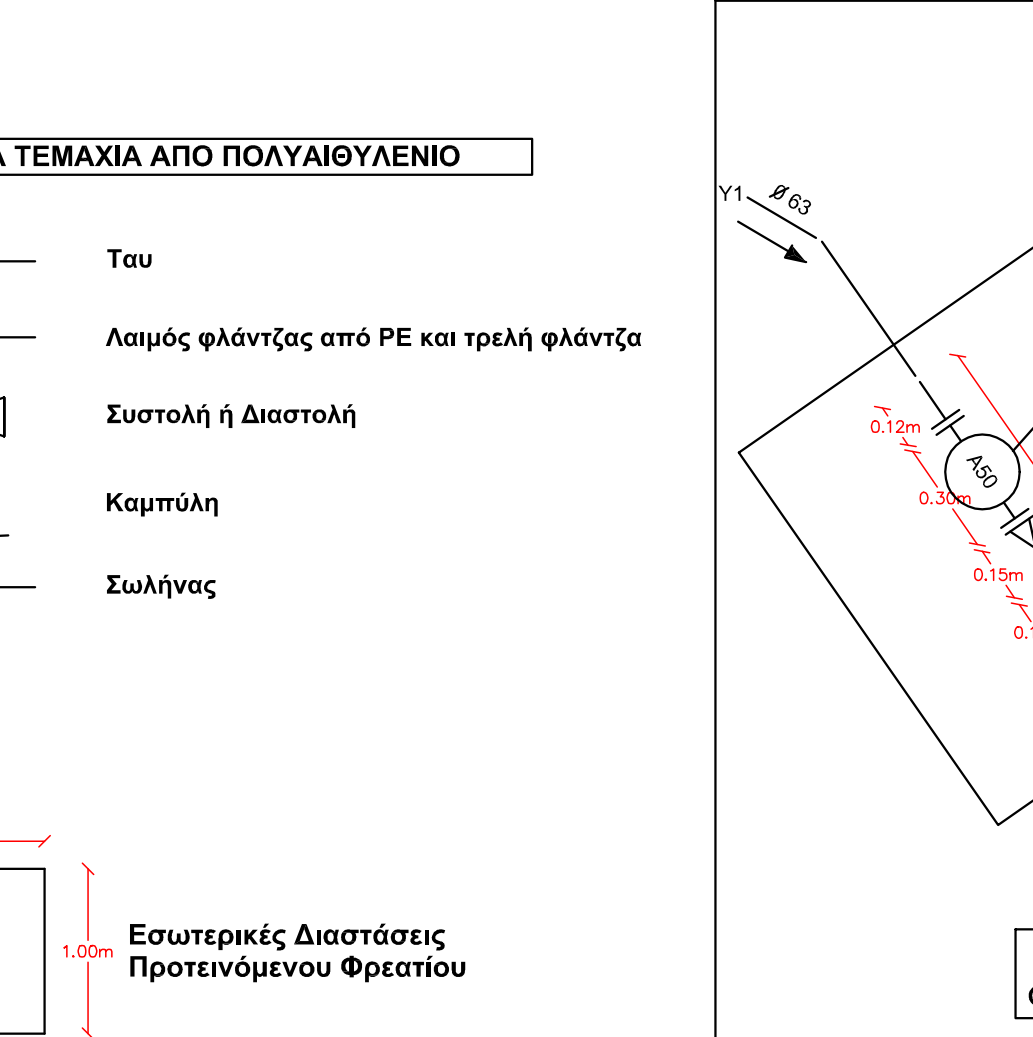 ΤΕΜΑΧΙΑ ΑΠΟ ΠΟΛΥΑΙΘΥΛΕΝΙΟ
Ταυ
Λαιμός φλάντζας από PE και τρελή φλάντζα
Συστολή ή Διαστολή
Καμπύλη
Σωλήνας
1.00m
Εσωτερικές Διαστάσεις
Προτεινόμενου Φρεατίου
Y1
Ø 63
0.12m
A50
0.30m
0.15m